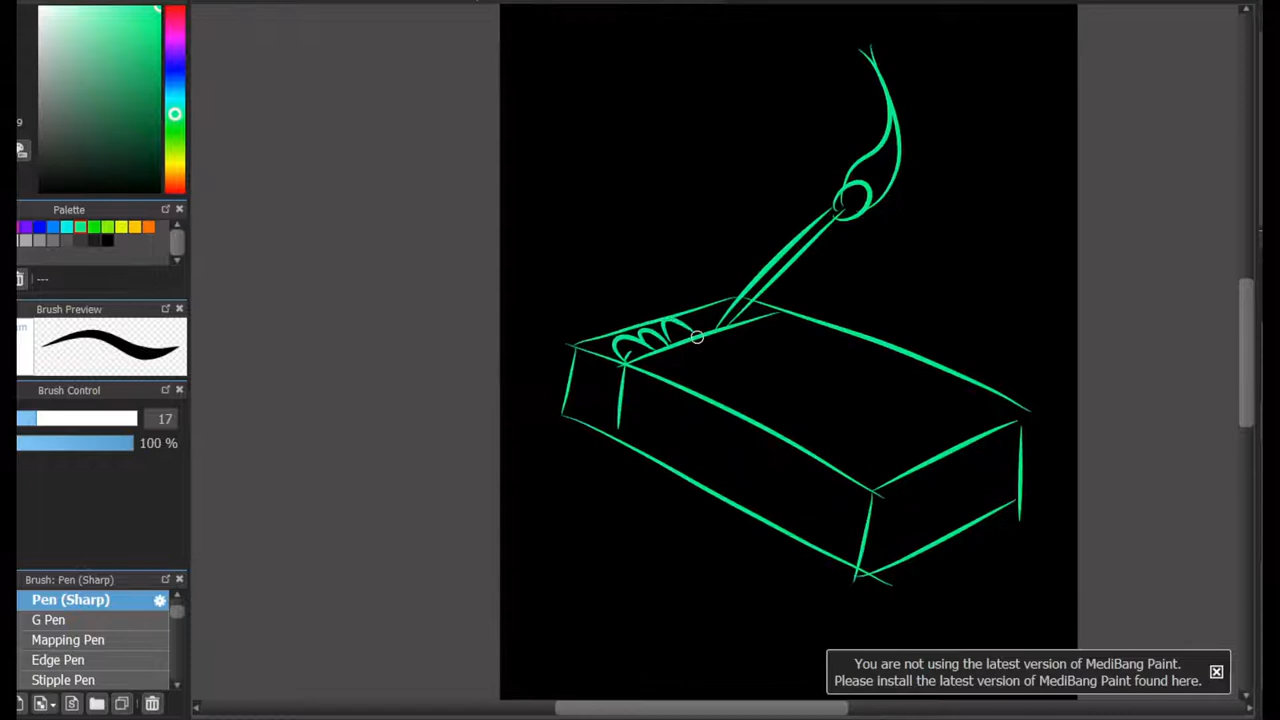 9
Palette
---
Brush Preview
Brush Control
17
100 %
Brush: Pen (Sharp)
Pen (Sharp)
G Pen
Mapping Pen
Edge Pen
Stipple Pen
You are not using the latest version of MediBang Paint.
Please install the latest version of MediBang Paint found here.